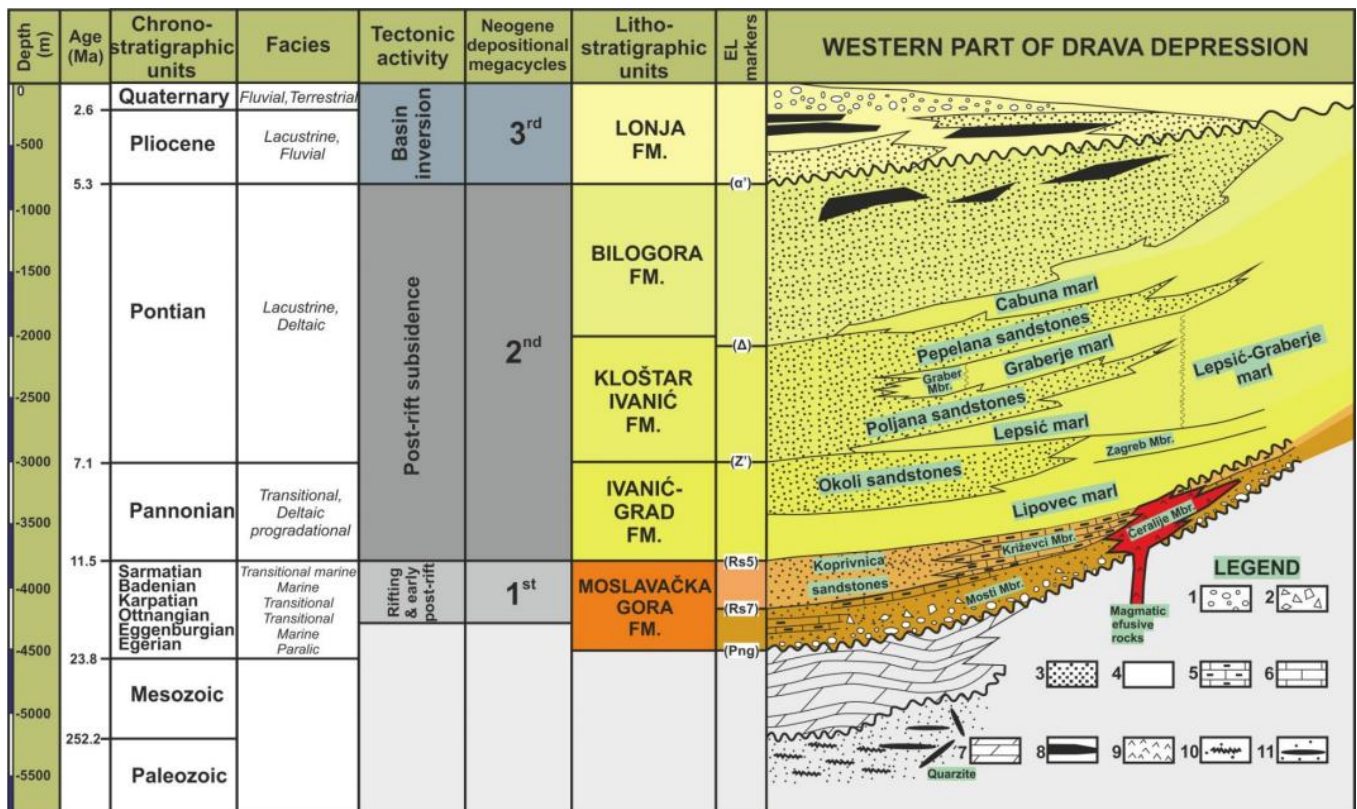 Depth (m)
Age (Ma)
Chrono-
stratigraphic
units
Facies
Tectonic
activity
Neogene
depositional
megacycles
Litho-
stratigraphic
units
EL
markers
WESTERN PART OF DRAVA DEPRESSION
0
-500
-1000
-1500
-2000
-2500
-3000
-3500
-4000
-4500
-5000
-5500
2.6
5.3
7.1
11.5
23.8
252.2
Quaternary
Pliocene
Pontian
Pannonian
Sarmatian
Badenian
Karpatian
Ottnangian
Eggenburgian
Egerian
Mesozoic
Paleozoic
Fluvial,Terrestrial
Lacustrine,
Fluvial
Lacustrine,
Deltaic
Transitional,
Deltaic
progradational
Transitional marine
Marine
Transitional
Transitional
Marine
Paralic
Basin
inversion
Post-rift subsidence
Rifting
& early
post-rift
3rd
2nd
1st
LONJA
FM.
BILOGORA
FM.
KLOŠTAR
IVANIĆ
FM.
IVANIĆ-
GRAD
FM.
MOSLAVAČKA
GORA
FM.
(α')
(Δ)
(Z')
(Rs5)
(Rs7)
(Png)
Cabuna marl
Pepelana sandstones
Graberje marl
Graber
Mbr.
Poljana sandstones
Lepsić marl
Lepsić-Graberje
marl
Zagreb Mbr.
Okoli sandstones
Lipovec marl
Ceralije Mbr.
Križevci Mbr.
Koprivnica
sandstones
Mosti Mbr.
Magmatic
efusive
rocks
Quarzite
LEGEND
1
2
3
4
5
6
7
8
9
10
11